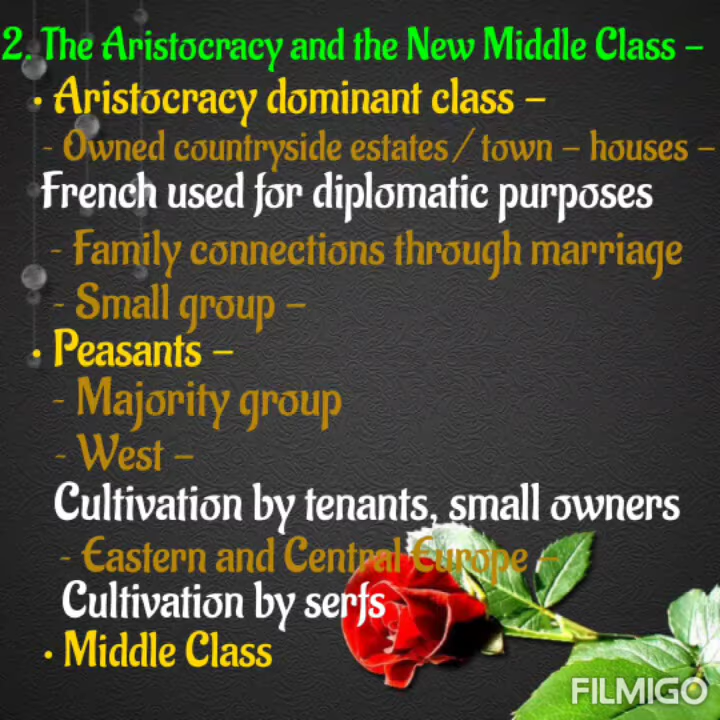 2. The Aristocracy and the New Middle Class –
• Aristocracy dominant class –
- Owned countryside estates / town – houses –
French used for diplomatic purposes
- Family connections through marriage
- Small group –
• Peasants –
- Majority group
- West –
Cultivation by tenants, small owners
- Eastern and Central Europe –
Cultivation by serfs
• Middle Class
FILMIGO